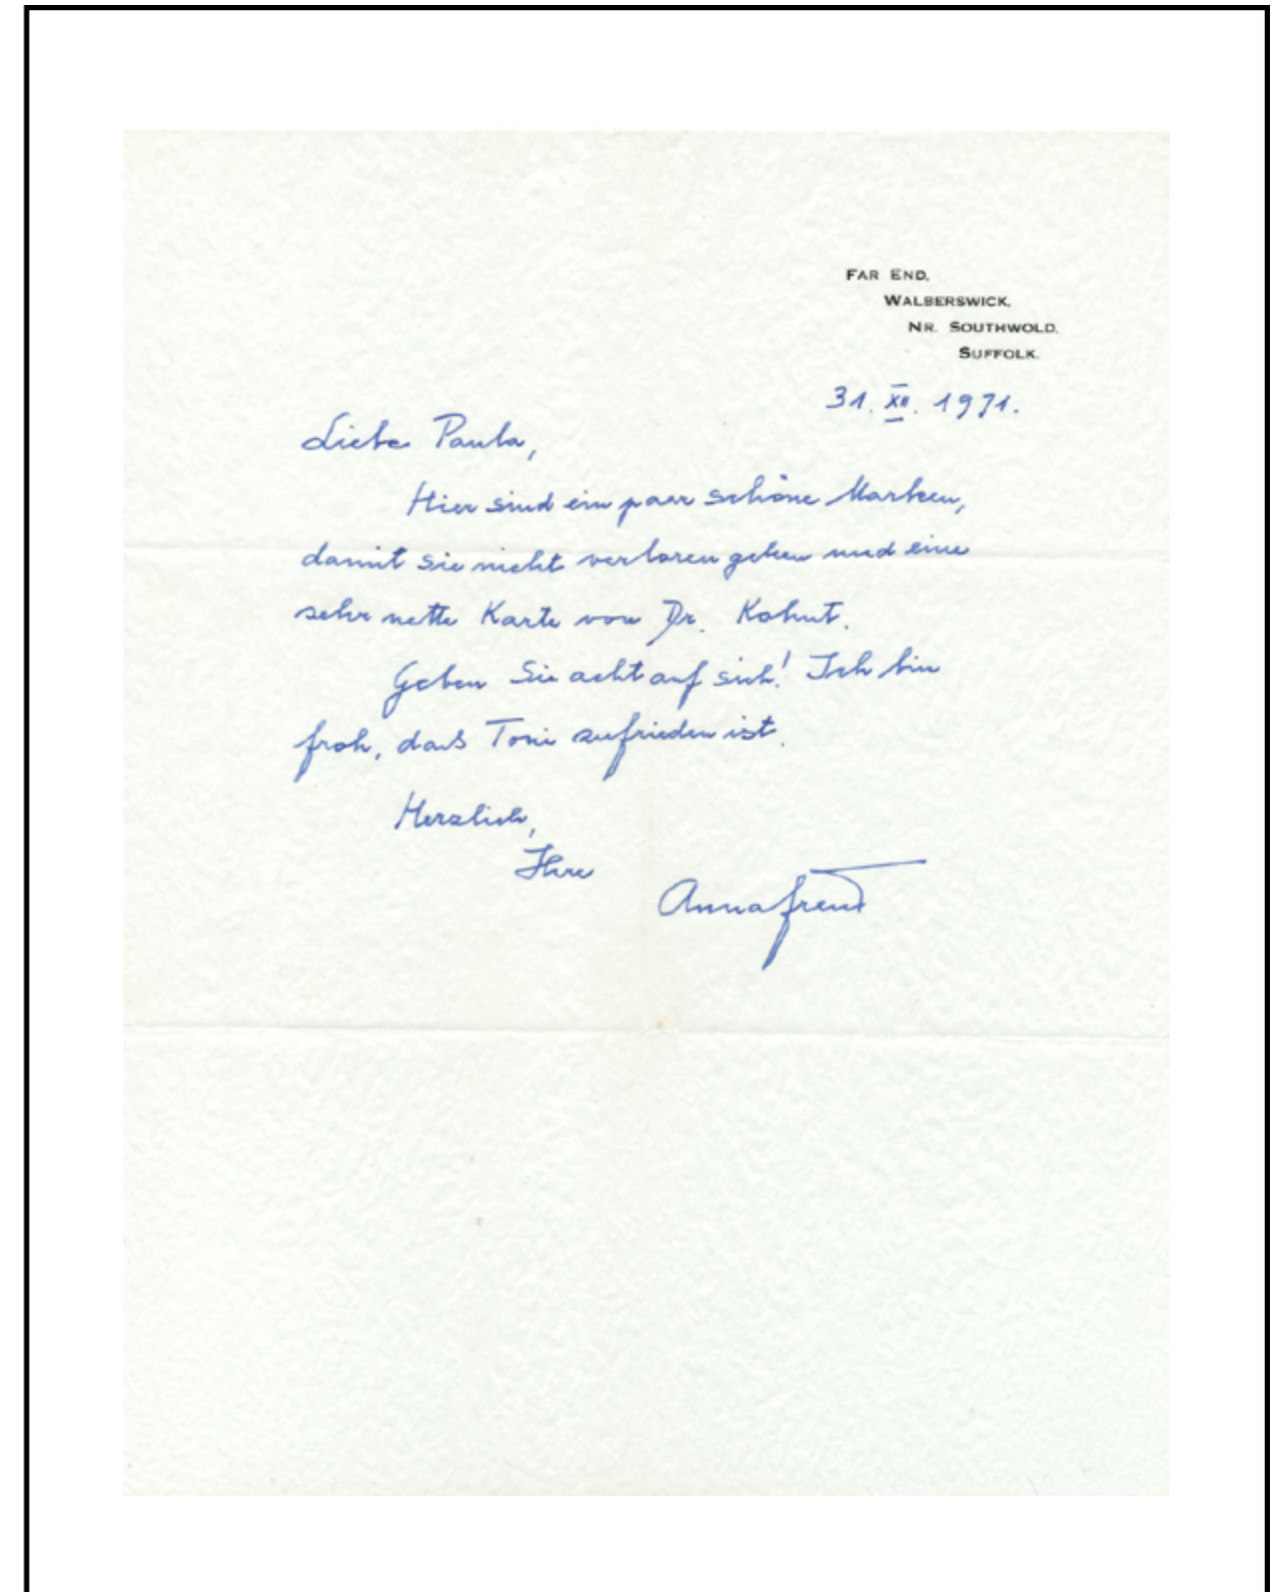 FAR END,
WALBERSWICK,
NR. SOUTHWOLD,
SUFFOLK.
31. XII. 1971.
Liebe Paula,
Hier sind ein paar schöne Marken,
damit sie nicht verloren gehen und eine
sehr nette Karte von Dr. Kohut.
Geben Sie acht auf sich! Ich bin
froh, dass Toni zufrieden ist.
Herzlich,
Ihre
Anna Freud